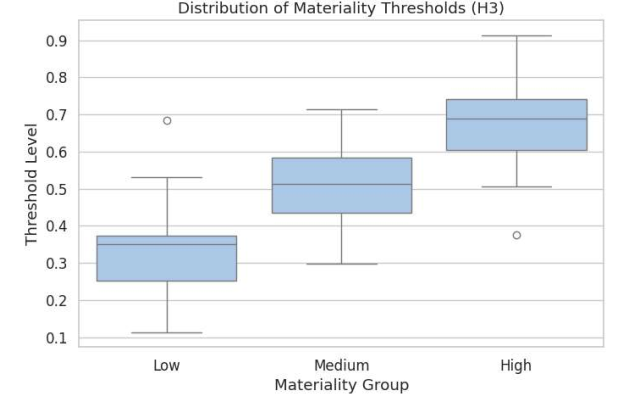 Distribution of Materiality Thresholds (H3)
0.9
0.8
0.7
0.6
0.5
0.4
0.3
0.2
0.1
Threshold Level
Low Medium High
Materiality Group